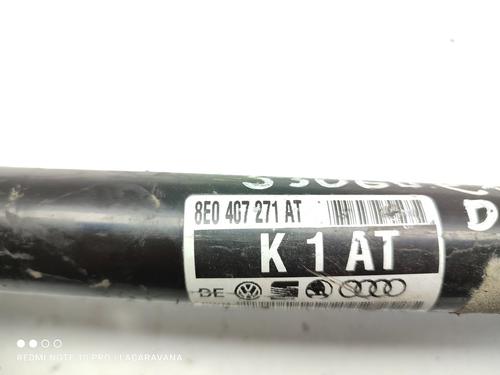 D
8E0 407 271 AT
K 1 AT
DE
REDMI NOTE 10 PRO | LACARAVANA